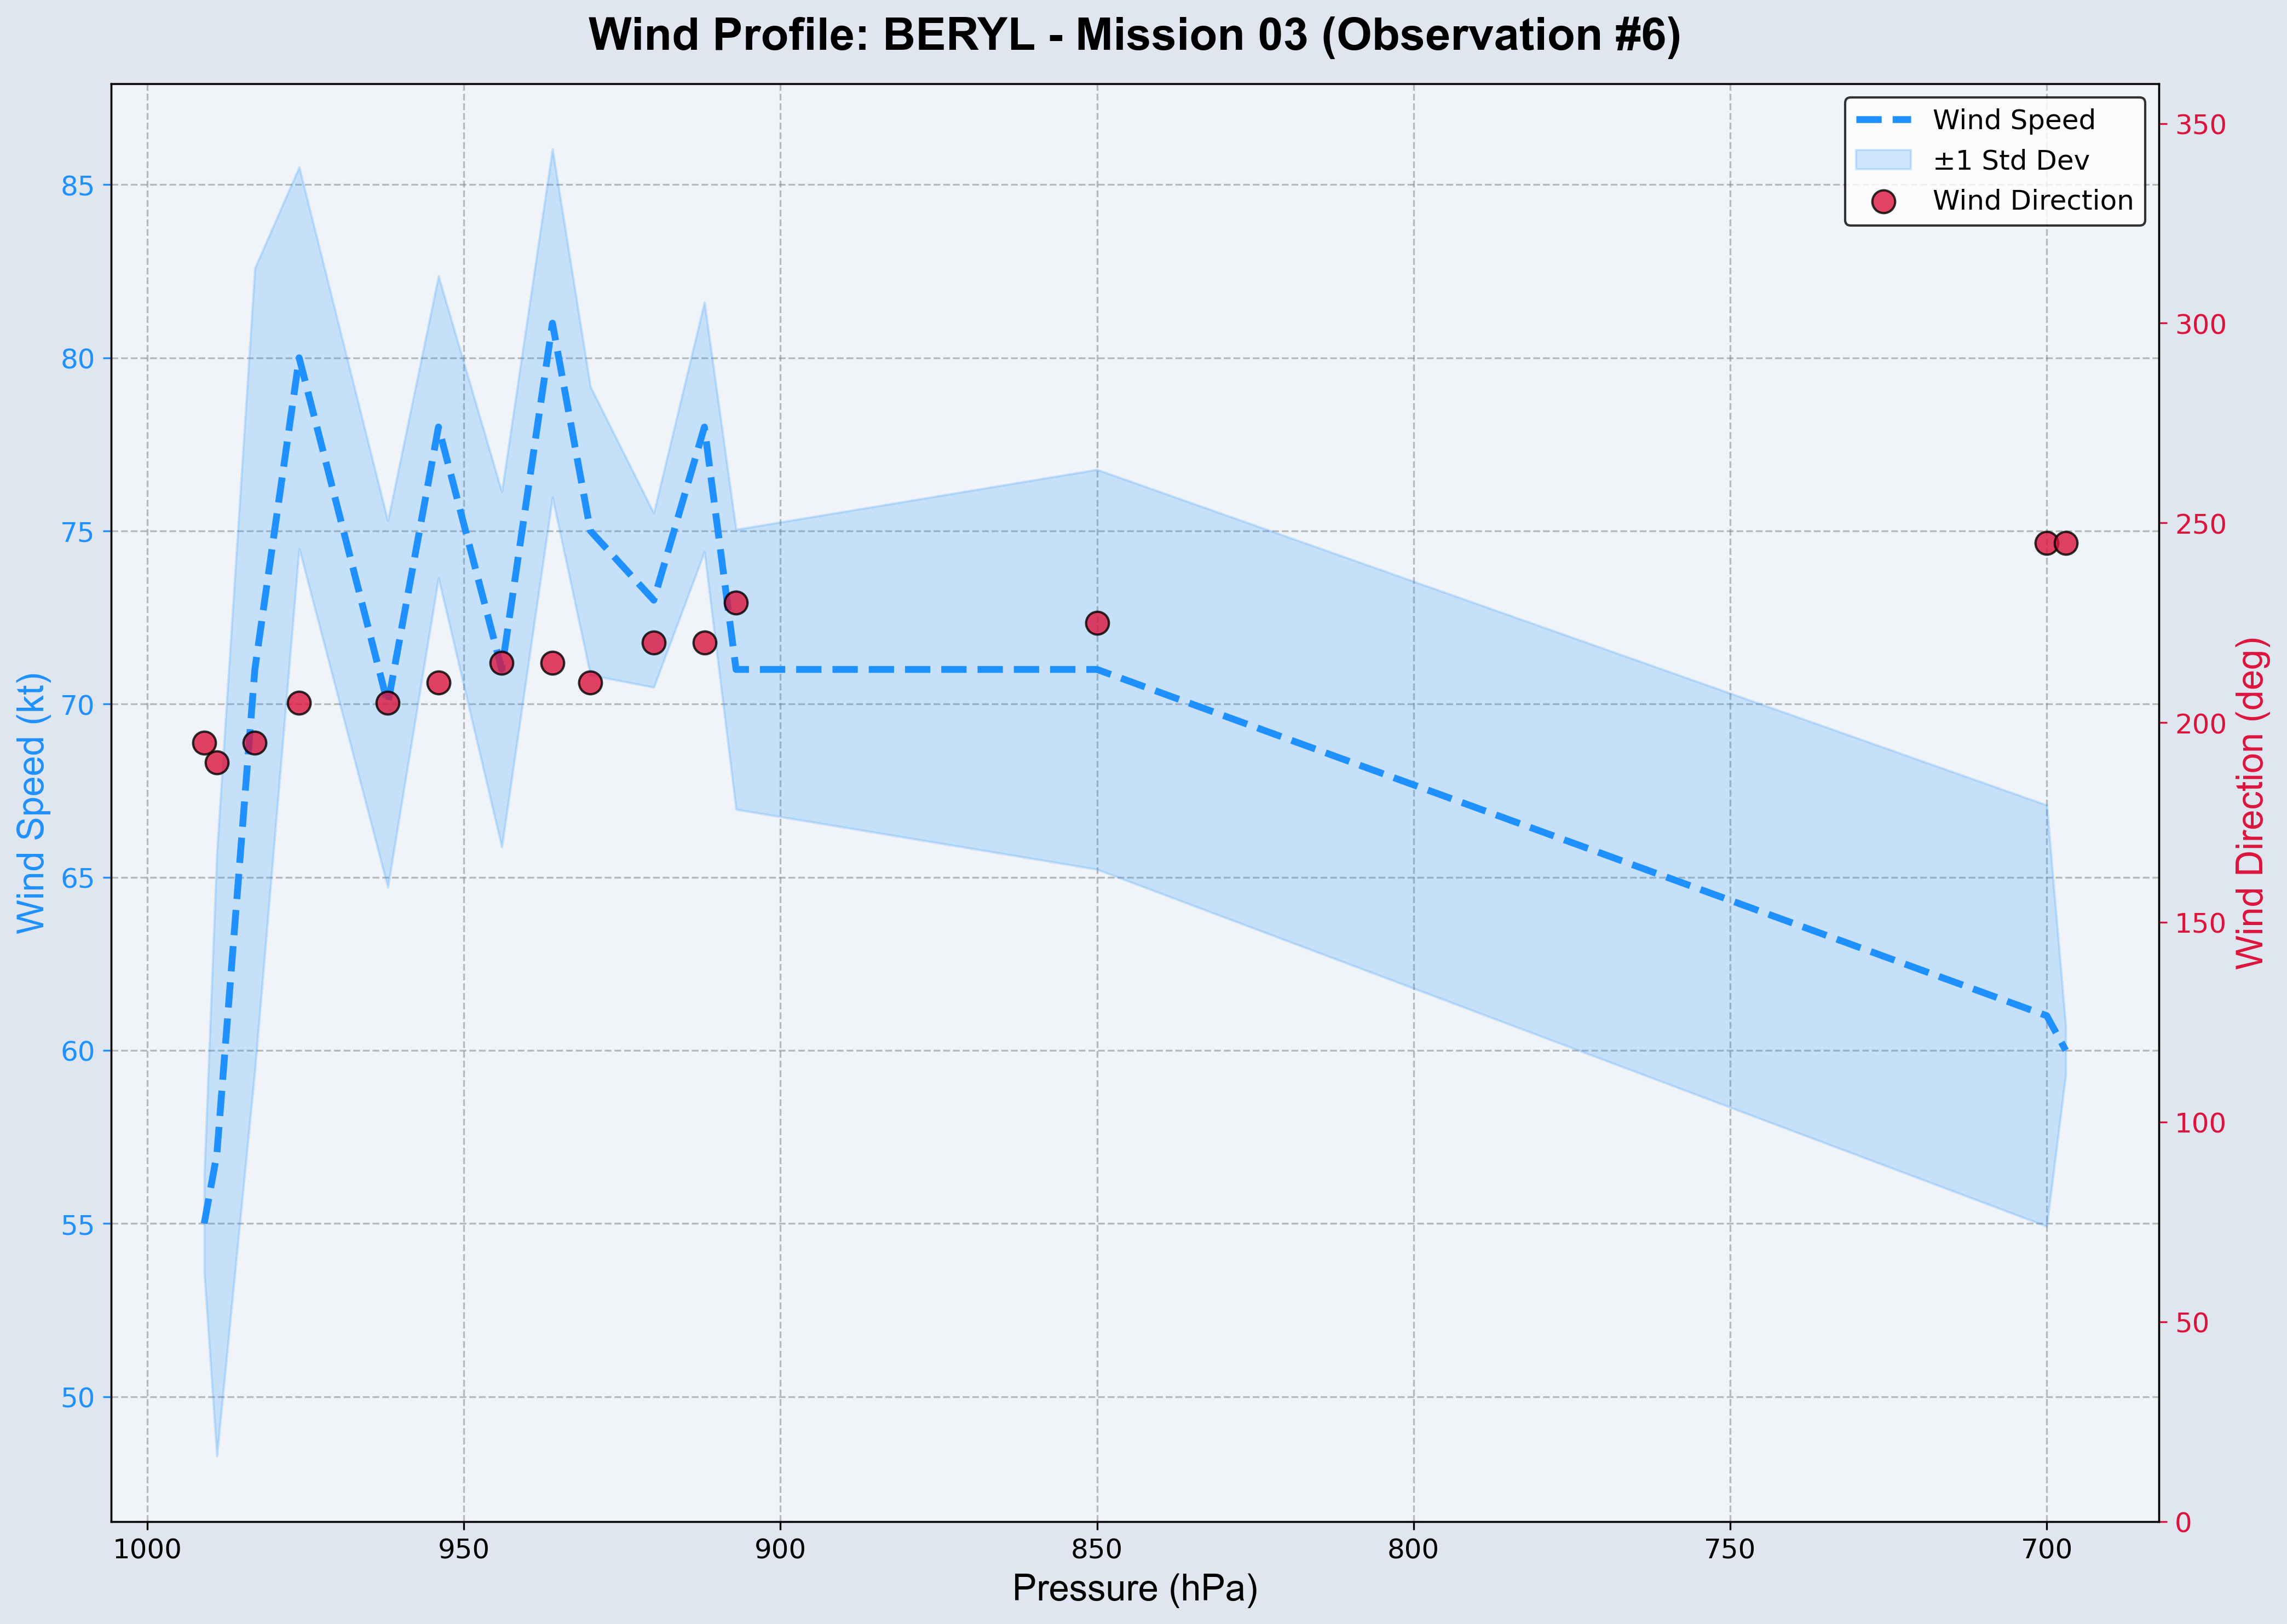 Wind Profile: BERYL - Mission 03 (Observation #6)
Wind Speed
±1 Std Dev
Wind Direction
85
80
75
70
65
60
55
50
Wind Speed (kt)
350
300
250
200
150
100
50
0
Wind Direction (deg)
1000 950 900 850 800 750 700
Pressure (hPa)